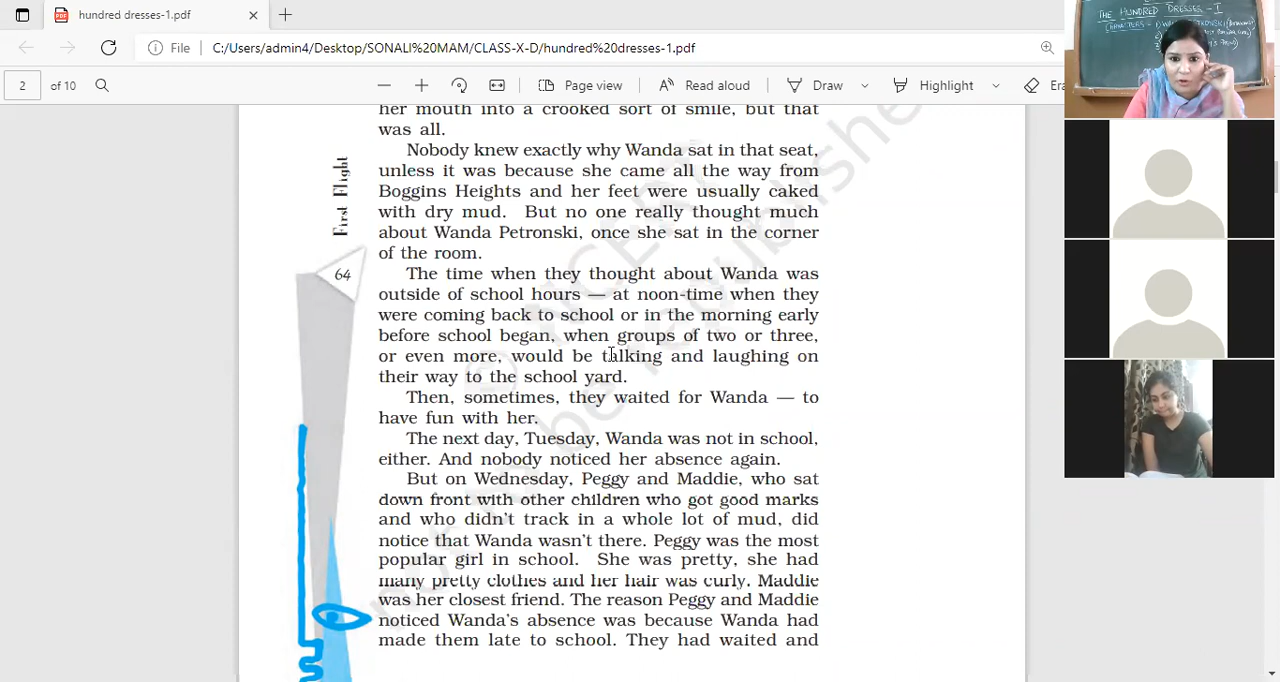 hundred dresses-1.pdf
File
C:/Users/admin4/Desktop/SONALI%20MAM/CLASS-X-D/hundred%20dresses-1.pdf
2 of 10
Page view
Read aloud
Draw
Highlight
Era
THE HUNDRED DRESSES - I
her mouth into a crooked sort of smile, but that
was all.
Nobody knew exactly why Wanda sat in that seat,
unless it was because she came all the way from
Boggins Heights and her feet were usually caked
with dry mud. But no one really thought much
about Wanda Petronski, once she sat in the corner
of the room.
The time when they thought about Wanda was
outside of school hours — at noon-time when they
were coming back to school or in the morning early
before school began, when groups of two or three,
or even more, would be talking and laughing on
their way to the school yard.
Then, sometimes, they waited for Wanda — to
have fun with her.
The next day, Tuesday, Wanda was not in school,
either. And nobody noticed her absence again.
But on Wednesday, Peggy and Maddie, who sat
down front with other children who got good marks
and who didn't track in a whole lot of mud, did
notice that Wanda wasn't there. Peggy was the most
popular girl in school. She was pretty, she had
many pretty clothes and her hair was curly. Maddie
was her closest friend. The reason Peggy and Maddie
noticed Wanda's absence was because Wanda had
made them late to school. They had waited and
First Flight
64
© NCERT
not to be republished